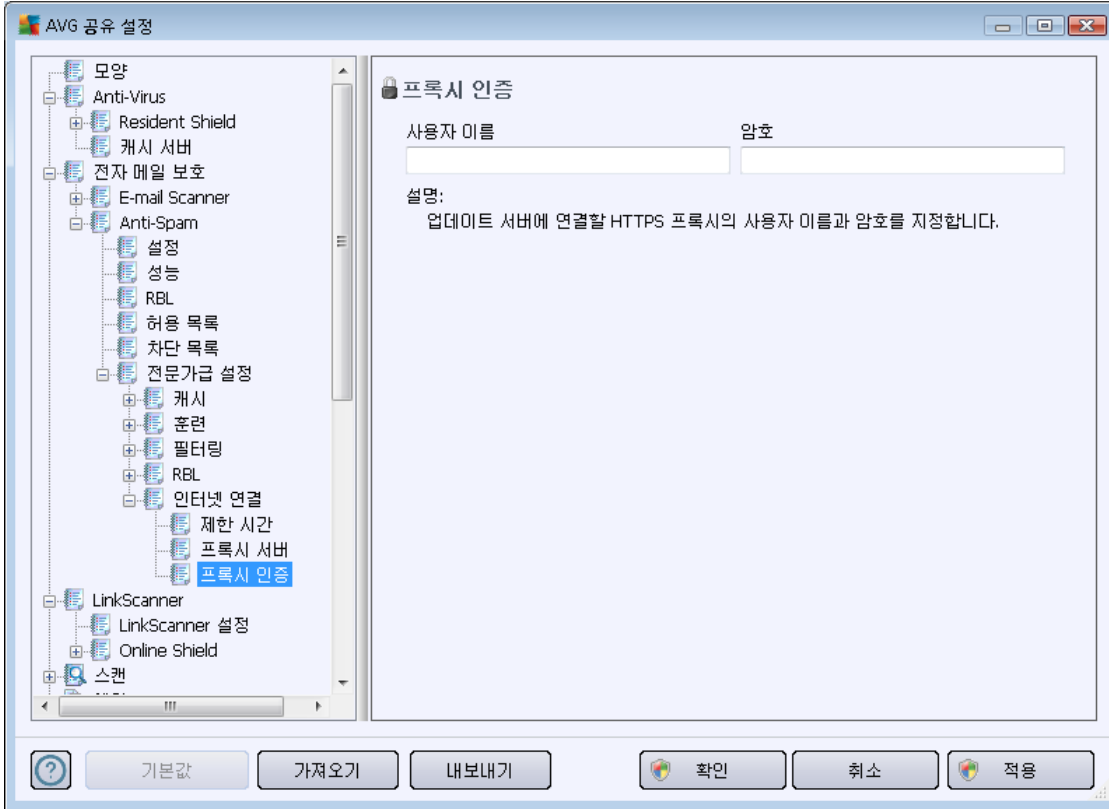 AVG 공유 설정
모양
Anti-Virus
Resident Shield
캐시 서버
전자 메일 보호
E-mail Scanner
Anti-Spam
설정
성능
RBL
허용 목록
차단 목록
전문가급 설정
캐시
훈련
필터링
RBL
인터넷 연결
제한 시간
프록시 서버
프록시 인증
LinkScanner
LinkScanner 설정
Online Shield
스캔
프록시 인증
사용자 이름 암호
설명:
업데이트 서버에 연결할 HTTPS 프록시의 사용자 이름과 암호를 지정합니다.
기본값 가져오기 내보내기 확인 취소 적용